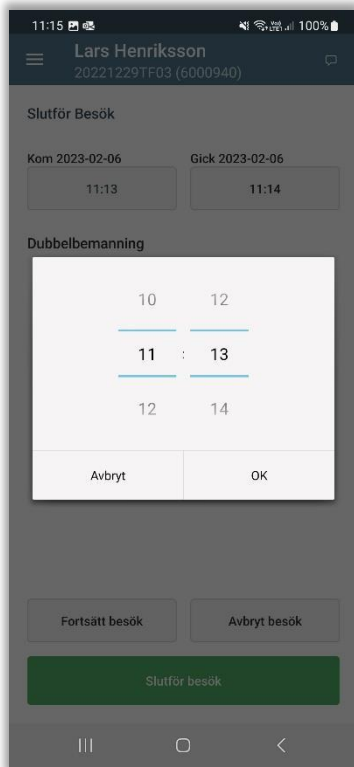 11:15 100%
Lars Henriksson
20221229TF03 (6000940)
Slutför Besök
Kom 2023-02-06 Gick 2023-02-06
11:13 11:14
Dubbelbemanning
10 12
11 : 13
12 14
Avbryt OK
Fortsätt besök Avbryt besök
Slutför besök